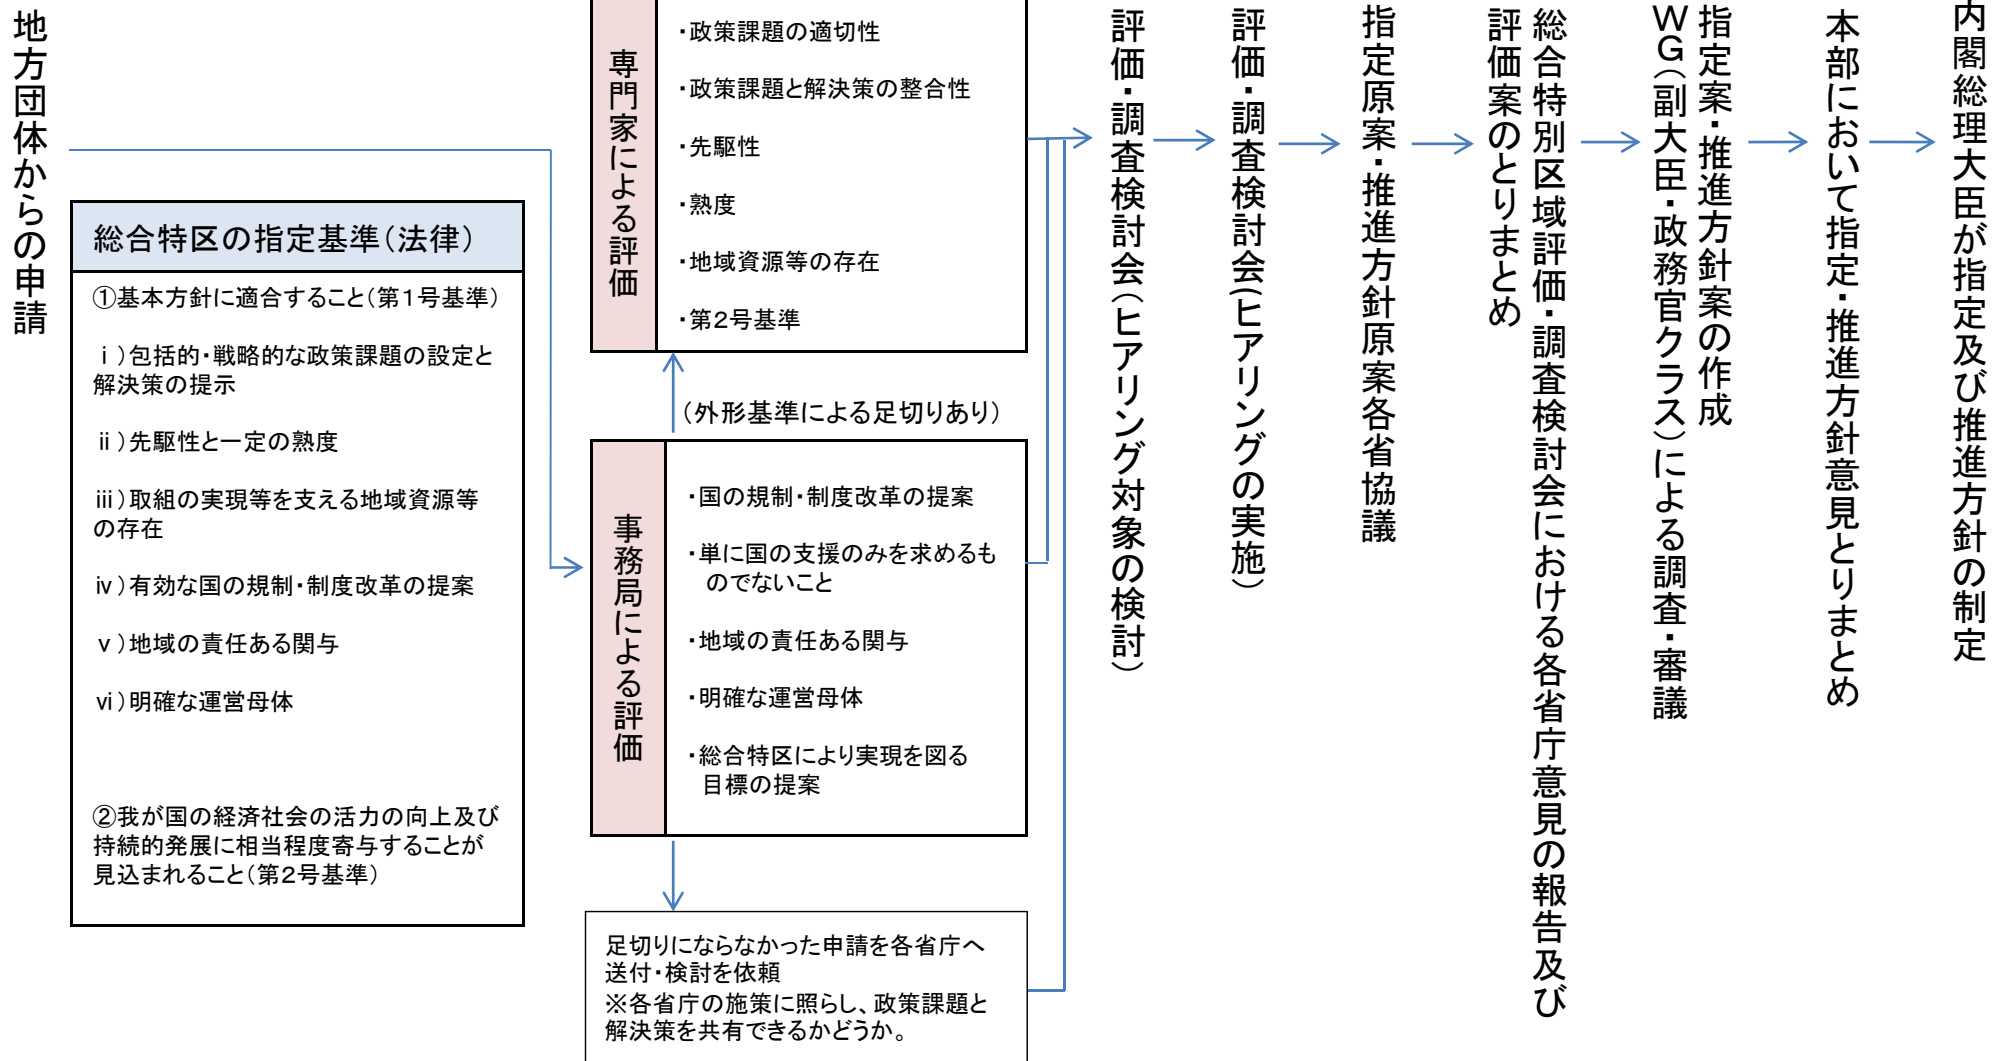 地方団体からの申請
総合特区の指定基準（法律）
①基本方針に適合すること（第１号基準）
ⅰ）包括的・戦略的な政策課題の設定と
解決策の提示
ⅱ）先駆性と一定の熟度
ⅲ）取組の実現等を支える地域資源等
の存在
ⅳ）有効な国の規制・制度改革の提案
ⅴ）地域の責任ある関与
ⅵ）明確な運営母体
②我が国の経済社会の活力の向上及び
持続的発展に相当程度寄与することが
見込まれること（第２号基準）
専門家による評価
・政策課題の適切性
・政策課題と解決策の整合性
・先駆性
・熟度
・地域資源等の存在
・第２号基準
（外形基準による足切りあり）
事務局による評価
・国の規制・制度改革の提案
・単に国の支援のみを求めるも
のでないこと
・地域の責任ある関与
・明確な運営母体
・総合特区により実現を図る
目標の提案
足切りにならなかった申請を各省庁へ
送付・検討を依頼
※各省庁の施策に照らし、政策課題と
解決策を共有できるかどうか。
評価・調査検討会（ヒアリング対象の検討）
評価・調査検討会（ヒアリングの実施）
指定原案・推進方針原案各省協議
総合特別区域評価・調査検討会における各省庁意見の報告及び
評価案のとりまとめ
指定案・推進方針案の作成
ＷＧ（副大臣・政務官クラス）による調査・審議
本部において指定・推進方針意見とりまとめ
内閣総理大臣が指定及び推進方針の制定